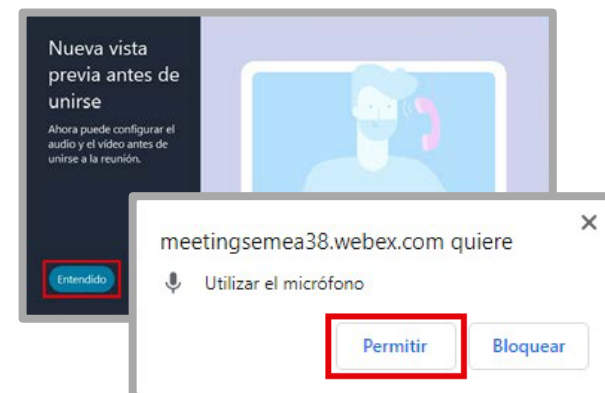 Nueva vista
previa antes de
unirse
Ahora puede configurar el
audio y el vídeo antes de
unirse a la reunión.
Entendido
meetingsemea38.webex.com quiere
Utilizar el micrófono
Permitir
Bloquear